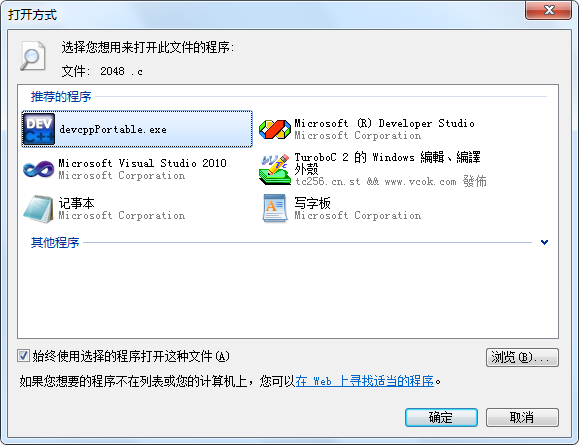 打开方式
选择您想用来打开此文件的程序:
文件: 2048 .c
推荐的程序
DEV
C++
devcppPortable.exe
Microsoft (R) Developer Studio
Microsoft Corporation
Microsoft Visual Studio 2010
Microsoft Corporation
TuroboC 2 的 Windows 編輯、編譯
外殼
tc256.cn.st && www.vcok.com 發佈
记事本
Microsoft Corporation
写字板
Microsoft Corporation
其他程序
始终使用选择的程序打开这种文件(A)
浏览(B)...
如果您想要的程序不在列表或您的计算机上，您可以在 Web 上寻找适当的程序。
确定
取消